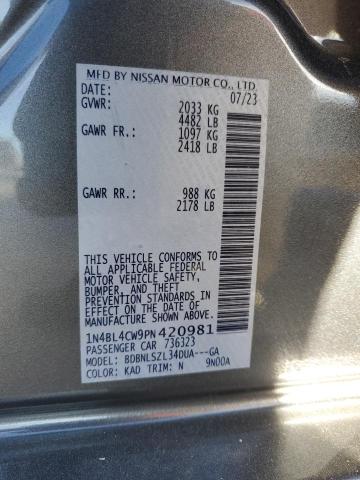 MFD BY NISSAN MOTOR CO., LTD
DATE: 07/23
GVWR: 2033 KG
4482 LB
GAWR FR.: 1097 KG
2418 LB
GAWR RR.: 988 KG
2178 LB
THIS VEHICLE CONFORMS TO
ALL APPLICABLE FEDERAL
MOTOR VEHICLE SAFETY,
BUMPER, AND THEFT
PREVENTION STANDARDS
IN EFFECT ON THE DATE OF
MANUFACTURE SHOWN ABOVE.
1N4BL4CW9PN420981
PASSENGER CAR 736323
MODEL: BDBNLSZL34DUA---GA
COLOR: KAD TRIM: N 9N00A